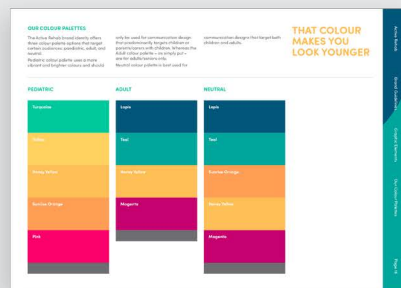 OUR COLOUR PALETTES
The Active Rehab brand identity offers
three colour palette options that target
certain audiences: paediatric, adult, and
neutral.
Pediatric colour palette uses a more
vibrant and brighter colours and should
only be used for communication design
that predominantly targets children or
parents/carers with children. Whereas the
Adult colour palette – as simply put –
are for adults/seniors only.
Neutral colour palette is best used for
communication designs that target both
children and adults.
THAT COLOUR
MAKES YOU
LOOK YOUNGER
PEDIATRIC
Turquoise
Yellow
Honey Yellow
Sunrise Orange
Pink
ADULT
Lapis
Teal
Honey Yellow
Magenta
NEUTRAL
Lapis
Teal
Sunrise Orange
Honey Yellow
Magenta
Active Rehab
Brand Guidelines
Graphic Elements
Our Colour Palettes